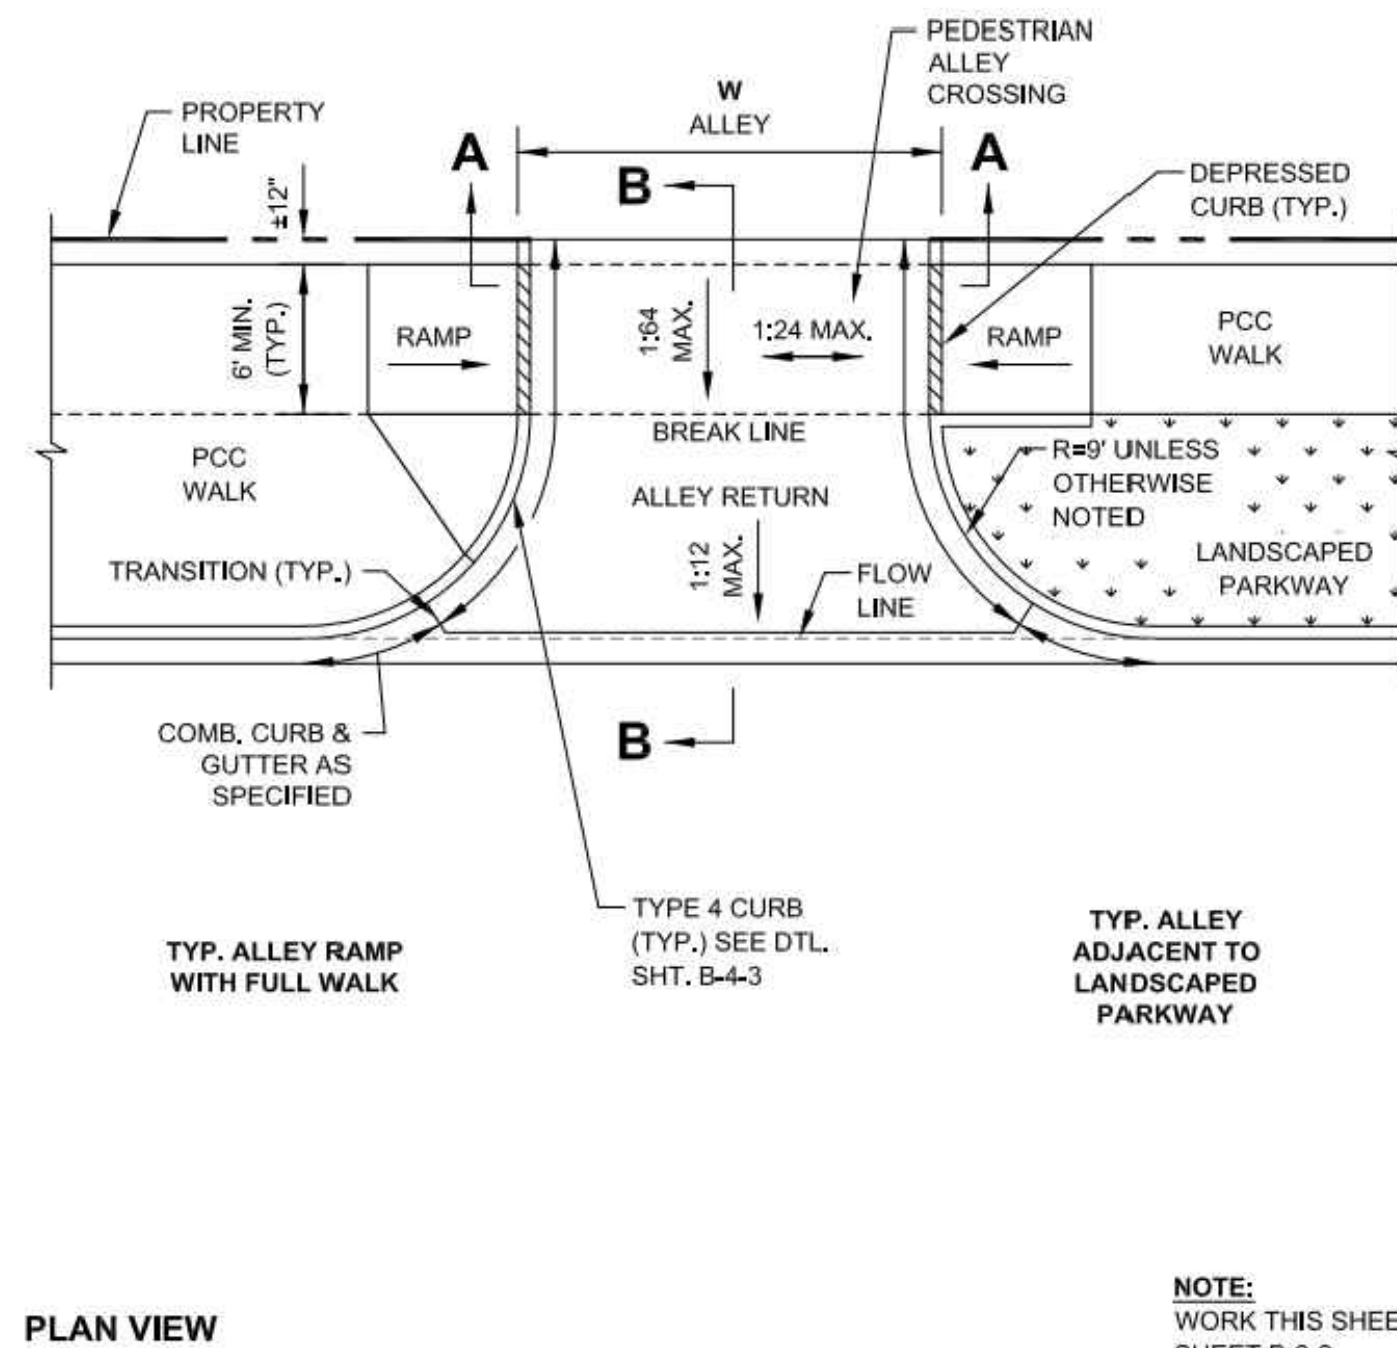 PEDESTRIAN
ALLEY
CROSSING
W
ALLEY
PROPERTY
LINE
A
A
B
DEPRESSED
CURB (TYP.)
±12"
6' MIN.
(TYP.)
RAMP
1:64
MAX.
1:24 MAX.
RAMP
PCC
WALK
BREAK LINE
PCC
WALK
ALLEY RETURN
R=9' UNLESS
OTHERWISE
NOTED
1:12
MAX.
TRANSITION (TYP.)
FLOW
LINE
LANDSCAPED
PARKWAY
COMB. CURB &
GUTTER AS
SPECIFIED
B
TYPE 4 CURB
(TYP.) SEE DTL.
SHT. B-4-3
TYP. ALLEY RAMP
WITH FULL WALK
TYP. ALLEY
ADJACENT TO
LANDSCAPED
PARKWAY
PLAN VIEW
NOTE:
WORK THIS SHEE